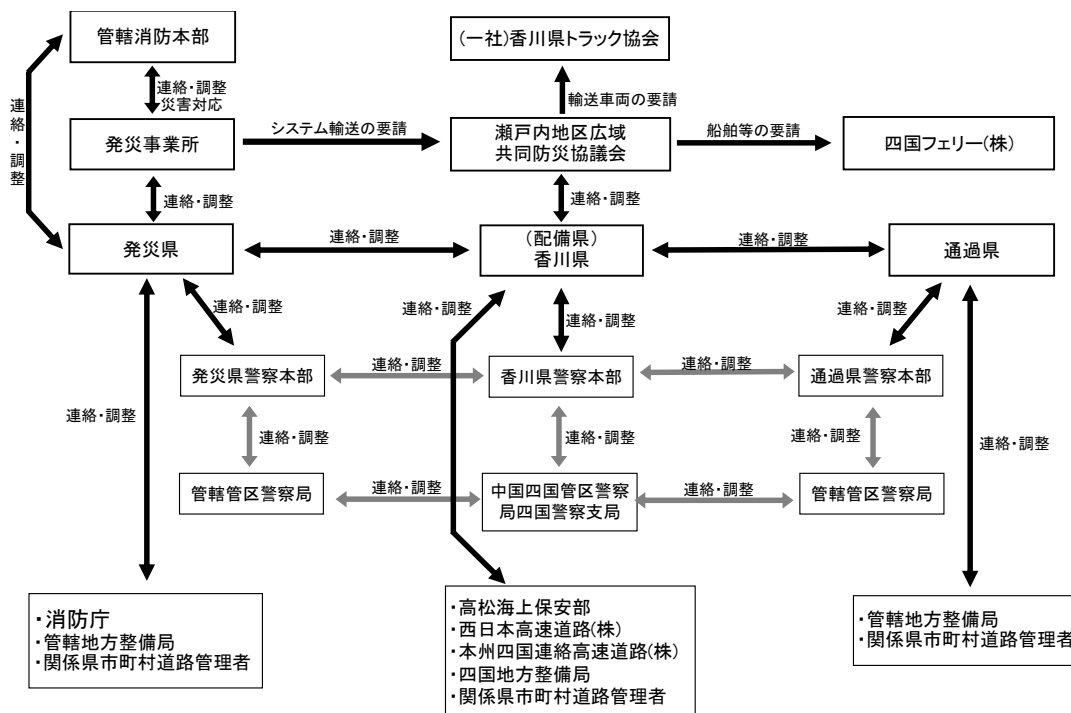 管轄消防本部
(一社)香川県トラック協会
連絡・調整
連絡・調整
災害対応
輸送車両の要請
発災事業所
システム輸送の要請
瀬戸内地区広域
共同防災協議会
船舶等の要請
四国フェリー(株)
連絡・調整
連絡・調整
発災県
連絡・調整
(配備県)
香川県
連絡・調整
通過県
連絡・調整
連絡・調整
連絡・調整
連絡・調整
発災県警察本部
連絡・調整
香川県警察本部
連絡・調整
通過県警察本部
連絡・調整
連絡・調整
連絡・調整
連絡・調整
連絡・調整
管轄管区警察局
連絡・調整
中国四国管区警察
局四国警察支局
連絡・調整
管轄管区警察局
・消防庁
・管轄地方整備局
・関係県市町村道路管理者
・高松海上保安部
・西日本高速道路(株)
・本州四国連絡高速道路(株)
・四国地方整備局
・関係県市町村道路管理者
・管轄地方整備局
・関係県市町村道路管理者